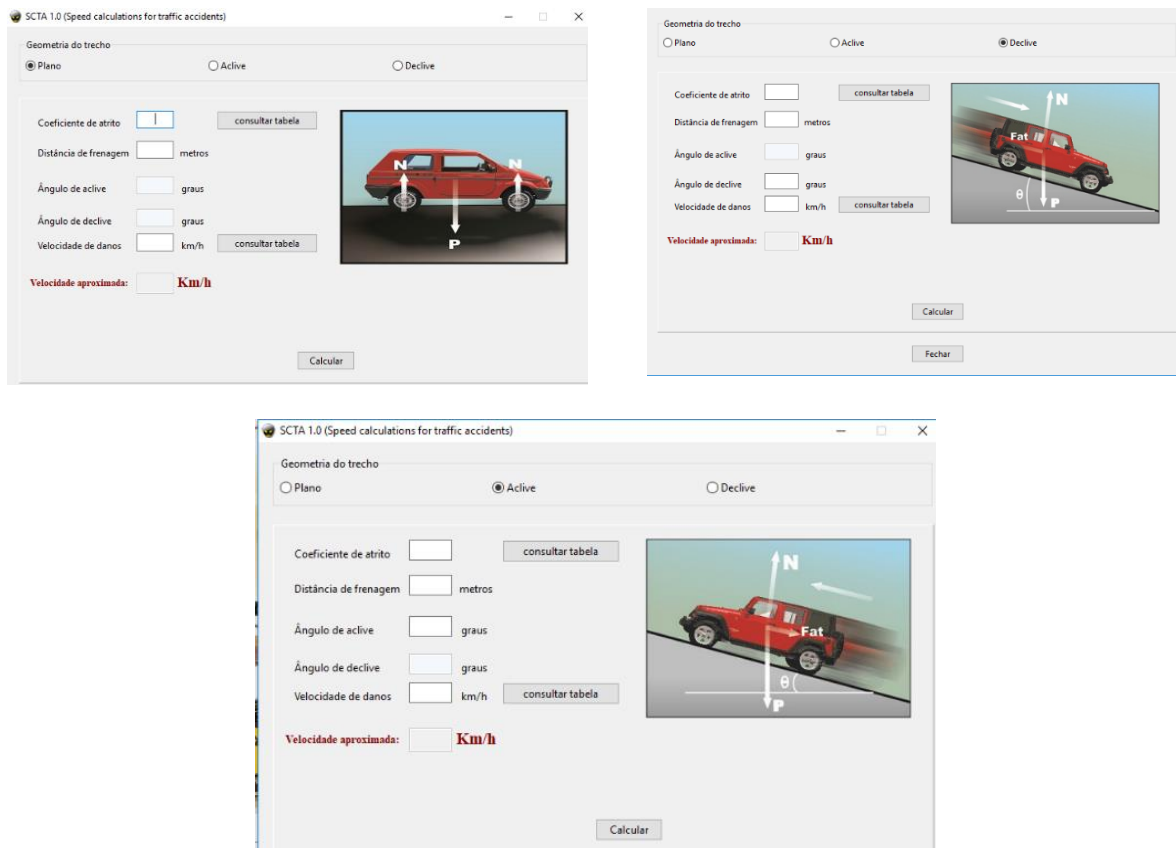 SCTA 1.0 (Speed calculations for traffic accidents)
Geometria do trecho
Plano Aclive Declive
Coeficiente de atrito consultar tabela
Distância de frenagem metros
Ângulo de aclive graus
Ângulo de declive graus
Velocidade de danos km/h consultar tabela
Velocidade aproximada: Km/h
N N
P
Calcular
Geometria do trecho
Plano Aclive Declive
Coeficiente de atrito consultar tabela
Distância de frenagem metros
Ângulo de aclive graus
Ângulo de declive graus
Velocidade de danos km/h consultar tabela
Velocidade aproximada: Km/h
N
Fat
θ
P
Calcular
Fechar
SCTA 1.0 (Speed calculations for traffic accidents)
Geometria do trecho
Plano Aclive Declive
Coeficiente de atrito consultar tabela
Distância de frenagem metros
Ângulo de aclive graus
Ângulo de declive graus
Velocidade de danos km/h consultar tabela
Velocidade aproximada: Km/h
N
Fat
θ
P
Calcular